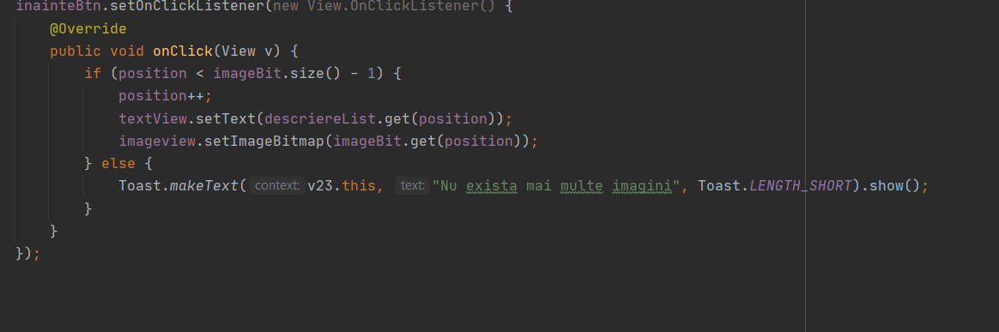 inainteBtn.setOnClickListener(new View.OnClickListener() {
@Override
public void onClick(View v) {
if (position < imageBit.size() - 1) {
position++;
textView.setText(descriereList.get(position));
imageview.setImageBitmap(imageBit.get(position));
} else {
Toast.makeText( context: v23.this, text: "Nu exista mai multe imagini", Toast.LENGTH_SHORT).show();
}
}
});